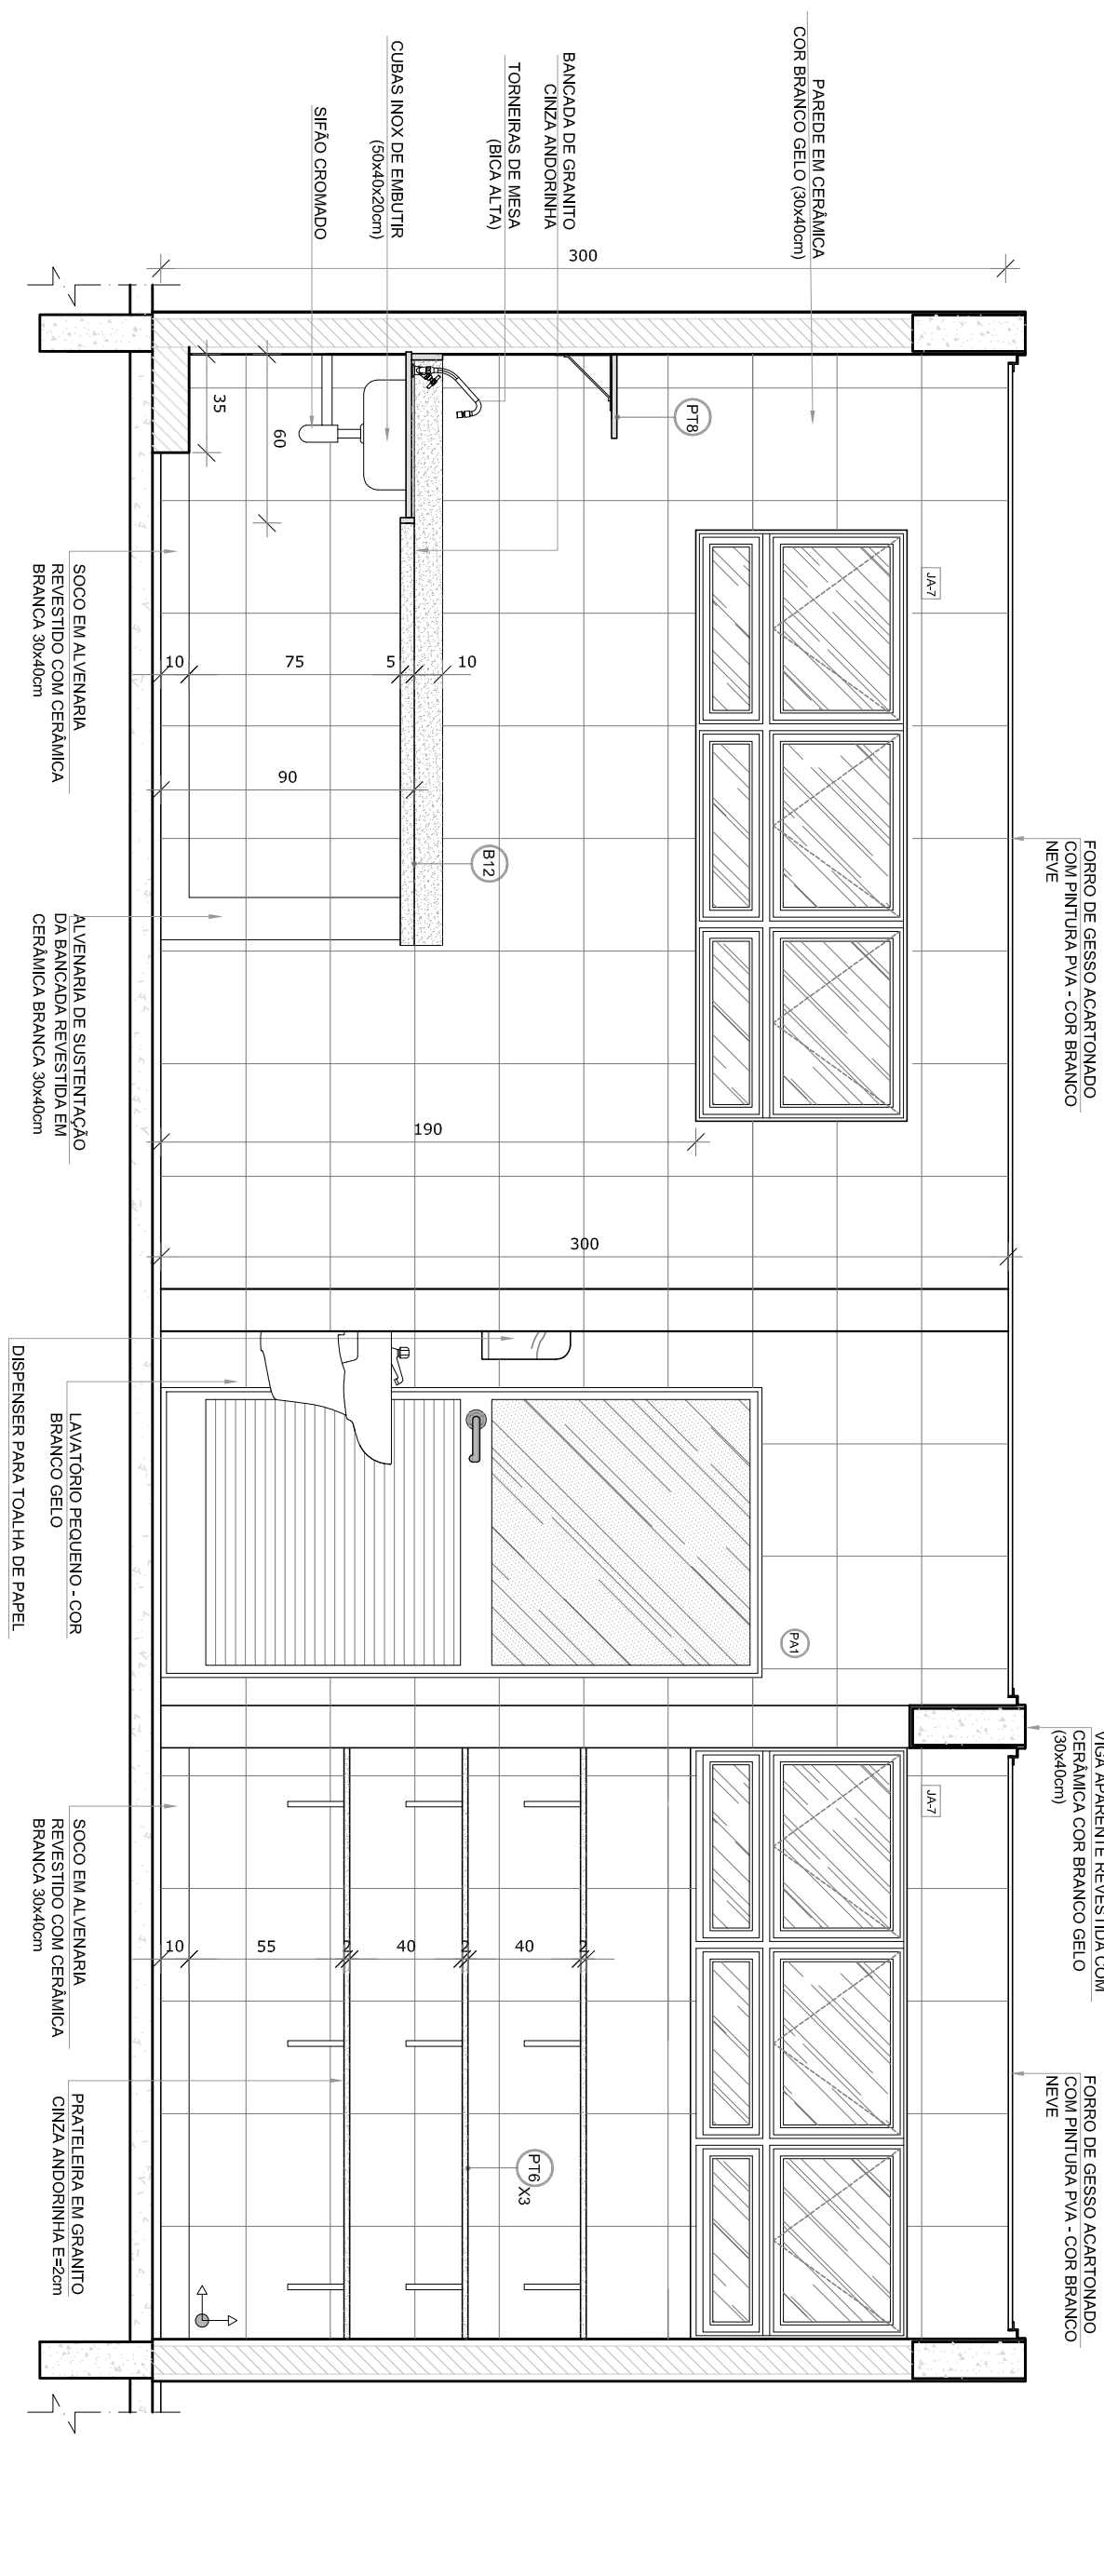 PAREDE EM CERÂMICA
COR BRANCO GELO (30x40cm)
BANCADA DE GRANITO
CINZA ANDORINHA
TORNEIRAS DE MESA
(BICA ALTA)
CUBAS INOX DE EMBUTIR
(50x40x20cm)
SIFÃO CROMADO
300
FORRO DE GESSO ACARTONADO
COM PINTURA PVA - COR BRANCO
NEVE
VIGA APARENTE REVESTIDA COM
CERÂMICA COR BRANCO GELO
(30x40cm)
FORRO DE GESSO ACARTONADO
COM PINTURA PVA - COR BRANCO
NEVE
JA-7
JA-7
PT8
PA1
B12
PT6
X3
35
60
10
75
5
10
90
190
300
10
55
2
40
2
40
2
SOCO EM ALVENARIA
REVESTIDO COM CERÂMICA
BRANCA 30x40cm
ALVENARIA DE SUSTENTAÇÃO
DA BANCADA REVESTIDA EM
CERÂMICA BRANCA 30x40cm
LAVATÓRIO PEQUENO - COR
BRANCO GELO
DISPENSER PARA TOALHA DE PAPEL
SOCO EM ALVENARIA
REVESTIDO COM CERÂMICA
BRANCA 30x40cm
PRATELEIRA EM GRANITO
CINZA ANDORINHA E=2cm